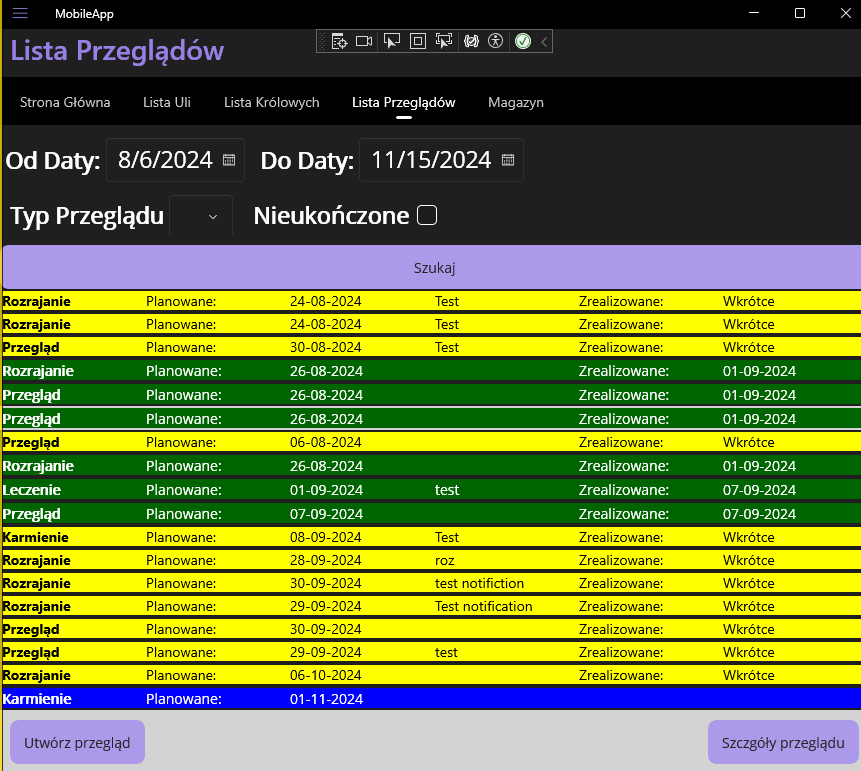 MobileApp
Lista Przeglądów
Strona Główna Lista Uli Lista Królowych Lista Przeglądów Magazyn
Od Daty: 8/6/2024 Do Daty: 11/15/2024
Typ Przeglądu Nieukończone
Szukaj
Rozrajanie Planowane: 24-08-2024 Test Zrealizowane: Wkrótce
Rozrajanie Planowane: 24-08-2024 Test Zrealizowane: Wkrótce
Przegląd Planowane: 30-08-2024 Test Zrealizowane: Wkrótce
Rozrajanie Planowane: 26-08-2024 Zrealizowane: 01-09-2024
Przegląd Planowane: 26-08-2024 Zrealizowane: 01-09-2024
Przegląd Planowane: 26-08-2024 Zrealizowane: 01-09-2024
Przegląd Planowane: 06-08-2024 Zrealizowane: Wkrótce
Rozrajanie Planowane: 26-08-2024 Zrealizowane: 01-09-2024
Leczenie Planowane: 01-09-2024 test Zrealizowane: 07-09-2024
Przegląd Planowane: 07-09-2024 Zrealizowane: 07-09-2024
Karmienie Planowane: 08-09-2024 Test Zrealizowane: Wkrótce
Rozrajanie Planowane: 28-09-2024 roz Zrealizowane: Wkrótce
Rozrajanie Planowane: 30-09-2024 test notifiction Zrealizowane: Wkrótce
Rozrajanie Planowane: 29-09-2024 Test notification Zrealizowane: Wkrótce
Przegląd Planowane: 30-09-2024 Zrealizowane: Wkrótce
Przegląd Planowane: 29-09-2024 test Zrealizowane: Wkrótce
Rozrajanie Planowane: 06-10-2024 Zrealizowane: Wkrótce
Karmienie Planowane: 01-11-2024
Utwórz przegląd Szczgóły przeglądu